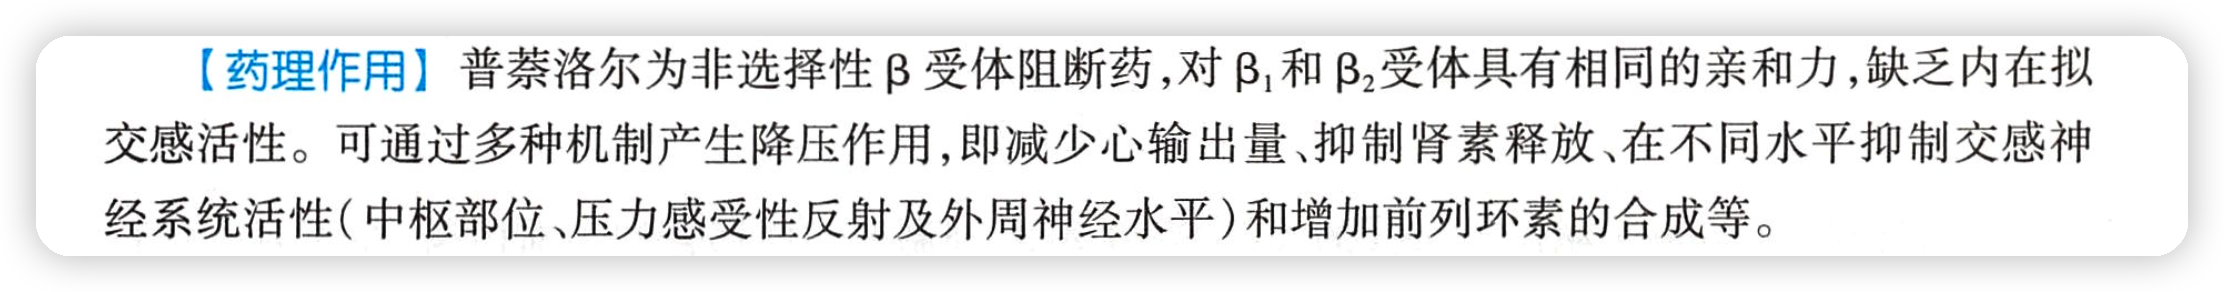 【药理作用】 普萘洛尔为非选择性 β 受体阻断药,对 β₁和 β₂受体具有相同的亲和力,缺乏内在拟
交感活性。可通过多种机制产生降压作用,即减少心输出量、抑制肾素释放、在不同水平抑制交感神
经系统活性(中枢部位、压力感受性反射及外周神经水平)和增加前列环素的合成等。